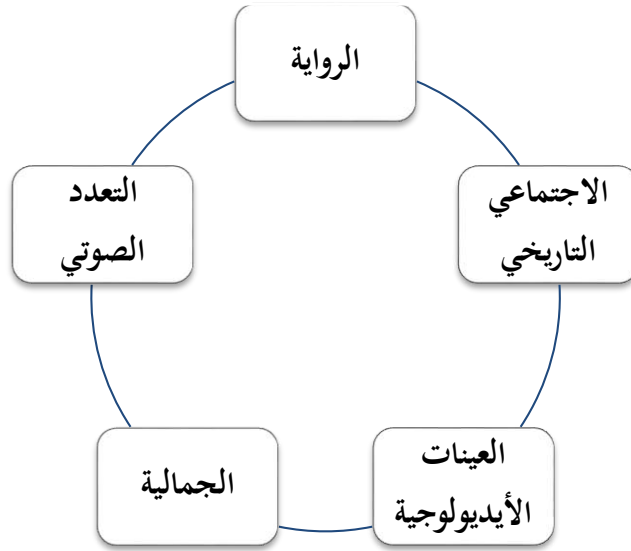 الرواية
الاجتماعي
التاريخي
العينات
الأيديولوجية
الجمالية
التعدد
الصوتي